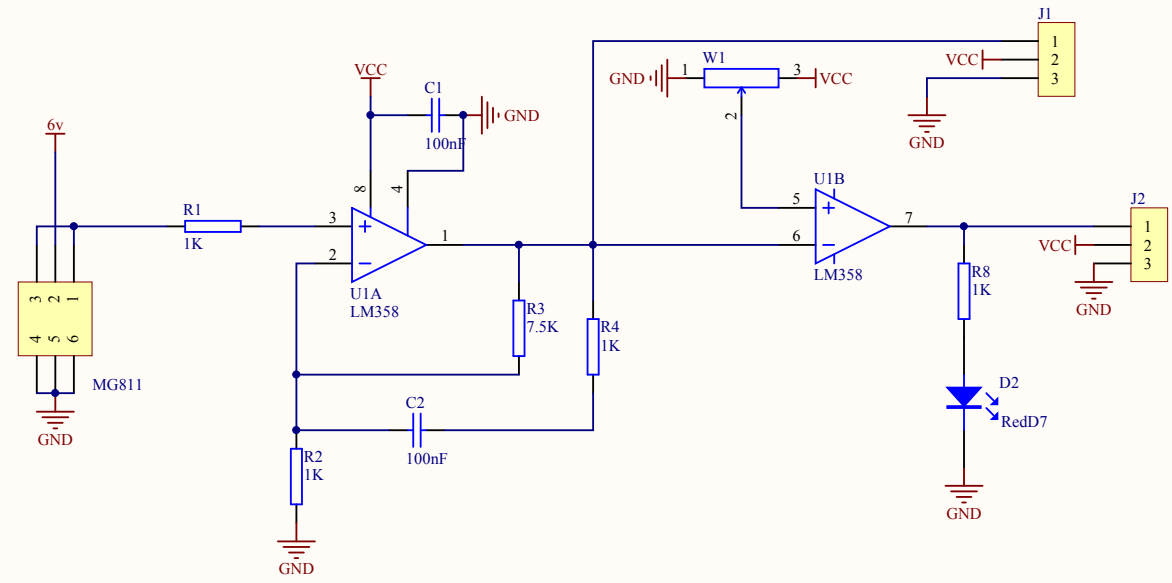 J1
1
VCC
2
3
GND
W1
GND
1
3
VCC
2
VCC
C1
GND
100nF
6v
8
4
R1
1K
3
2
1
U1A
LM358
U1B
5
6
7
LM358
J2
1
VCC
2
3
GND
R8
1K
3
2
1
4
5
6
MG811
GND
R3
7.5K
R4
1K
C2
100nF
R2
1K
GND
D2
RedD7
GND